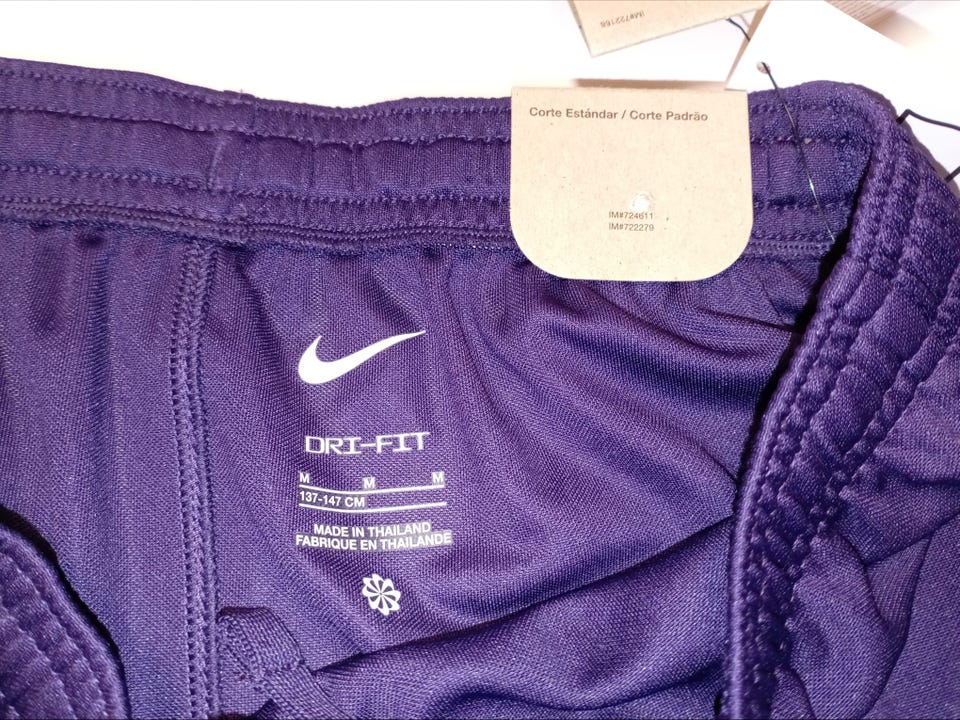 IM#722166
Corte Estándar / Corte Padrão
IM#724611
IM#722279
DRI-FIT
M M M
137-147 CM
MADE IN THAILAND
FABRIQUE EN THAILANDE